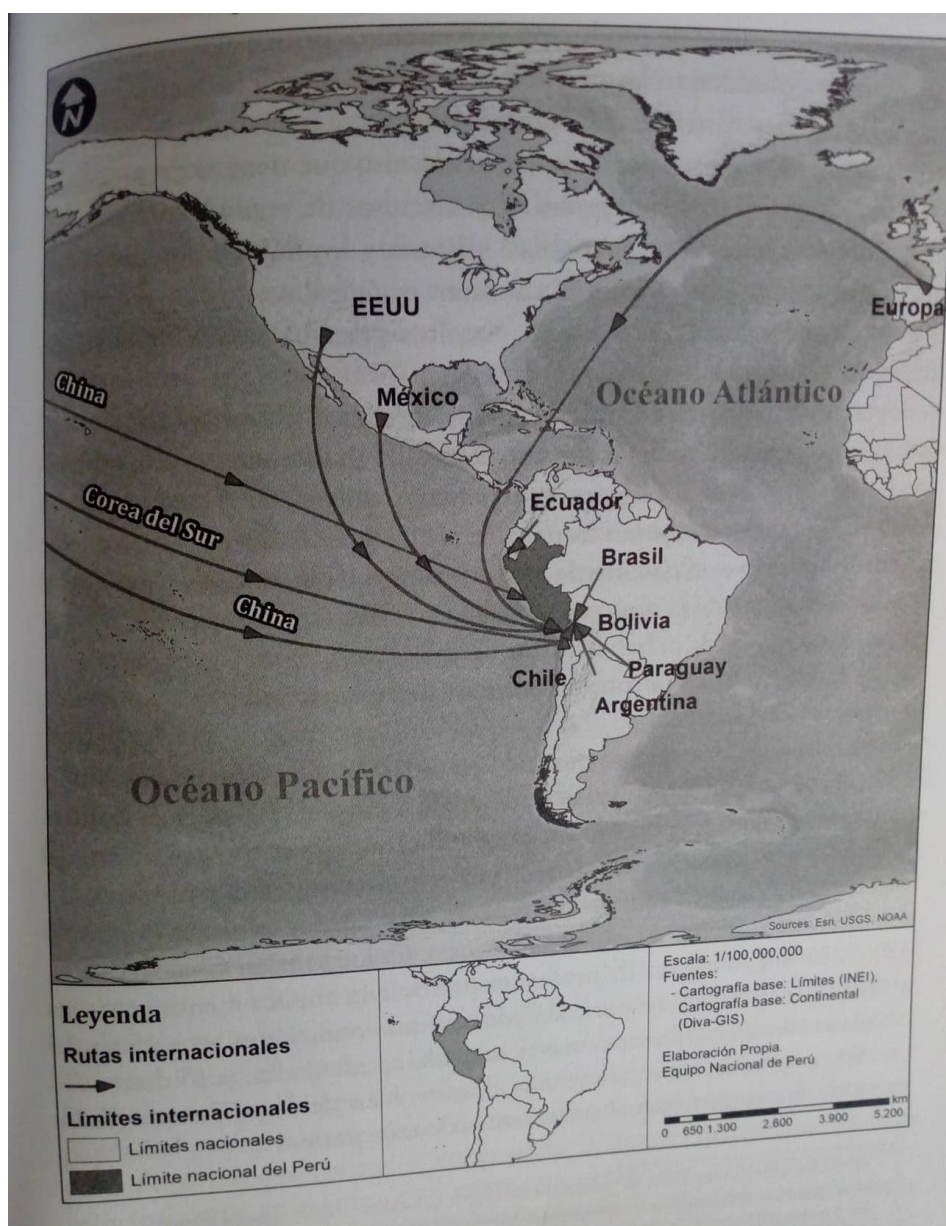 N
EEUU
Europa
México
Océano Atlántico
China
Corea del Sur
China
Ecuador
Brasil
Bolivia
Paraguay
Chile
Argentina
Océano Pacífico
Sources: Esri, USGS, NOAA
Leyenda
Rutas internacionales
Límites internacionales
Límites nacionales
Límite nacional del Perú
Escala: 1/100,000,000
Fuentes:
- Cartografía base: Límites (INEI),
Cartografía base: Continental
(Diva-GIS)
Elaboración Propia.
Equipo Nacional de Perú
km
0 650 1.300 2.600 3.900 5.200